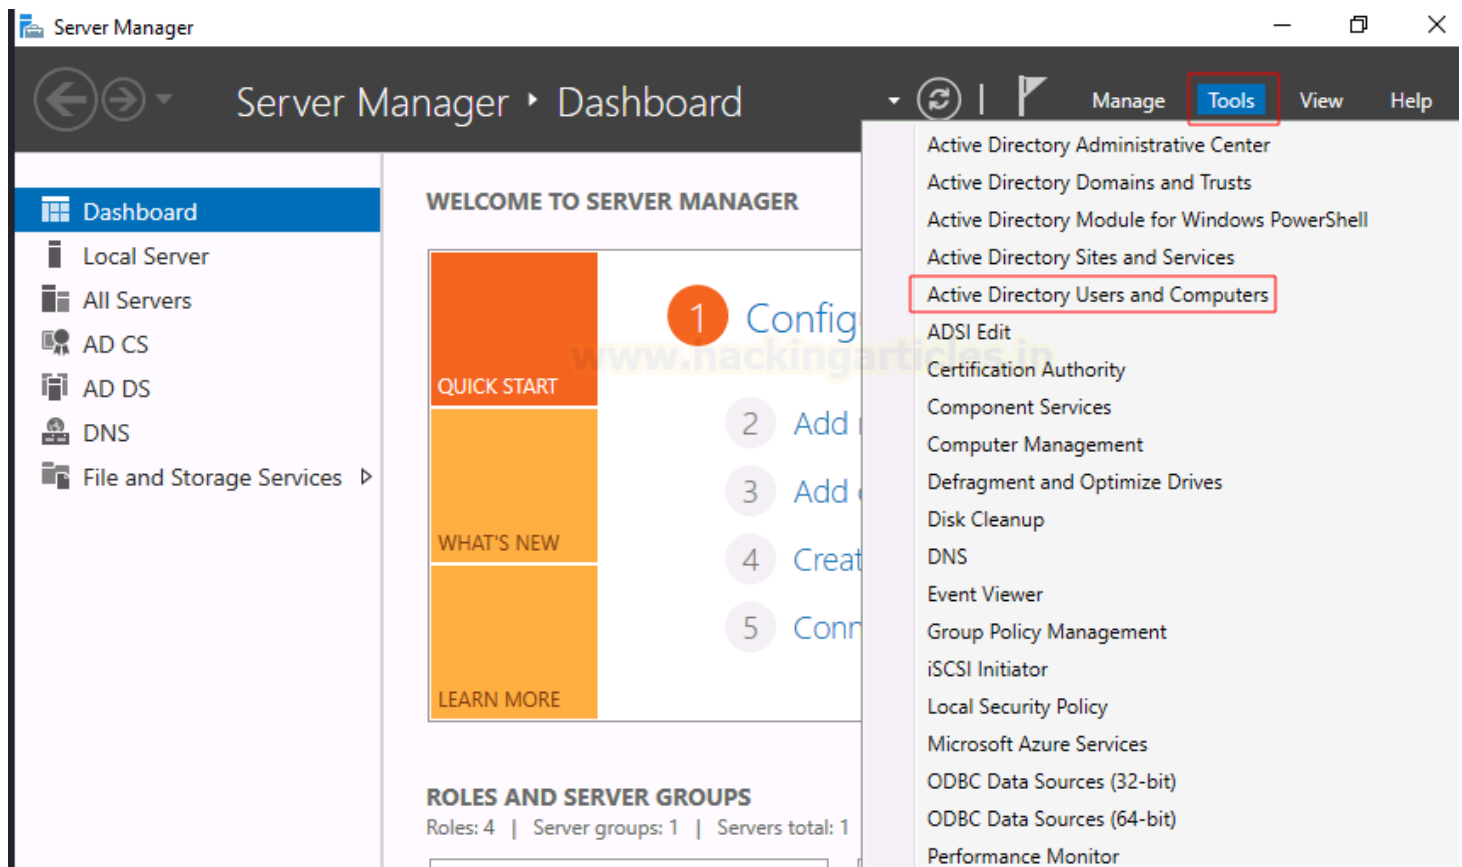 Server Manager
Server Manager ‣ Dashboard
Manage Tools View Help
Dashboard
Local Server
All Servers
AD CS
AD DS
DNS
File and Storage Services
WELCOME TO SERVER MANAGER
QUICK START
WHAT'S NEW
LEARN MORE
1 Config
2 Add
3 Add
4 Creat
5 Conn
www.hackingarticles.in
ROLES AND SERVER GROUPS
Roles: 4 | Server groups: 1 | Servers total: 1
Active Directory Administrative Center
Active Directory Domains and Trusts
Active Directory Module for Windows PowerShell
Active Directory Sites and Services
Active Directory Users and Computers
ADSI Edit
Certification Authority
Component Services
Computer Management
Defragment and Optimize Drives
Disk Cleanup
DNS
Event Viewer
Group Policy Management
iSCSI Initiator
Local Security Policy
Microsoft Azure Services
ODBC Data Sources (32-bit)
ODBC Data Sources (64-bit)
Performance Monitor